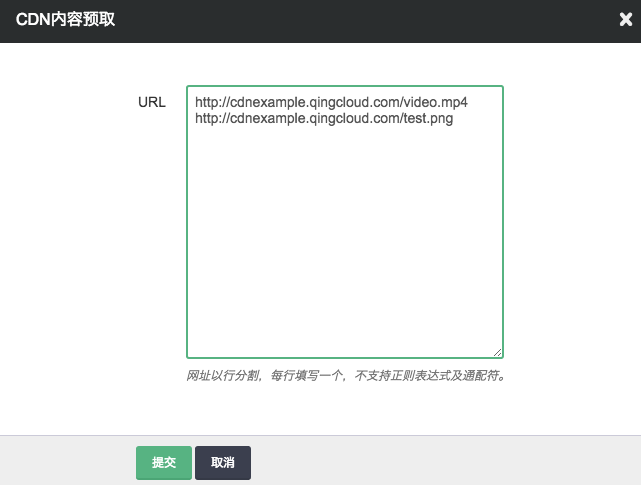 CDN内容预取
URL
http://cdnexample.qingcloud.com/video.mp4
http://cdnexample.qingcloud.com/test.png
网址以行分割，每行填写一个，不支持正则表达式及通配符。
提交
取消